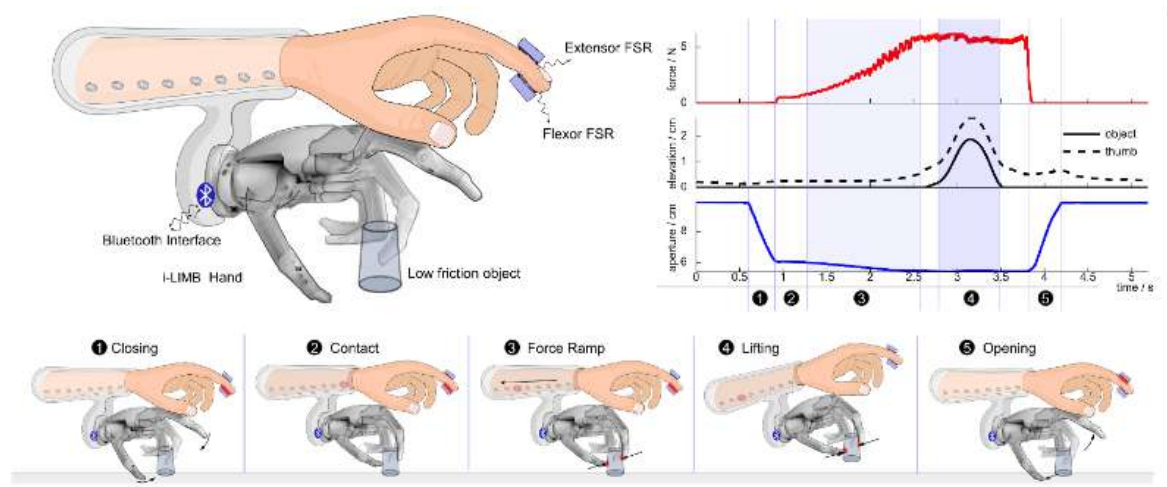 Extensor FSR
Flexor FSR
Bluetooth Interface
i-LIMB Hand
Low friction object
force / N
5
0
elevation / cm
2
1
0
object
thumb
aperture / cm
8
6
0 0.5 1 1.5 2 2.5 3 3.5 4 4.5 5
time / s
1 2 3 4 5
1 Closing
2 Contact
3 Force Ramp
4 Lifting
5 Opening